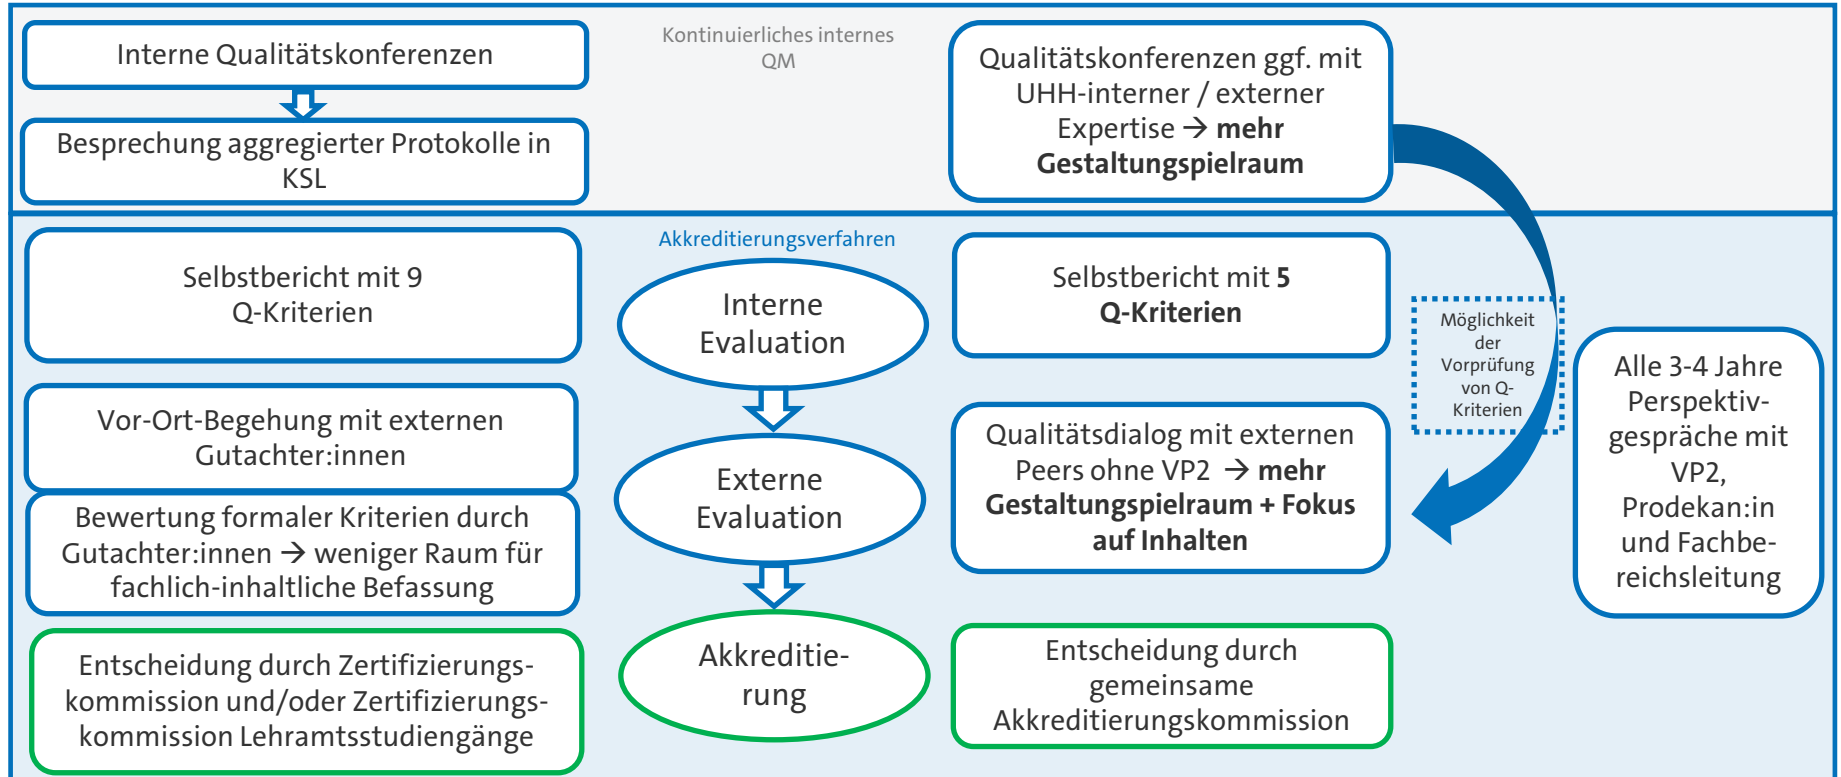 Interne Qualitätskonferenzen
Besprechung aggregierter Protokolle in
KSL
Kontinuierliches internes
QM
Qualitätskonferenzen ggf. mit
UHH-interner / externer
Expertise → mehr
Gestaltungspielraum
Akkreditierungsverfahren
Selbstbericht mit 9
Q-Kriterien
Interne
Evaluation
Selbstbericht mit 5
Q-Kriterien
Möglichkeit
der
Vorprüfung
von Q-
Kriterien
Vor-Ort-Begehung mit externen
Gutachter:innen
Bewertung formaler Kriterien durch
Gutachter:innen → weniger Raum für
fachlich-inhaltliche Befassung
Externe
Evaluation
Qualitätsdialog mit externen
Peers ohne VP2 → mehr
Gestaltungspielraum + Fokus
auf Inhalten
Alle 3-4 Jahre
Perspektiv-
gespräche mit
VP2,
Prodekan:in
und Fachbe-
reichsleitung
Entscheidung durch Zertifizierungs-
kommission und/oder Zertifizierungs-
kommission Lehramtsstudiengänge
Akkreditie-
rung
Entscheidung durch
gemeinsame
Akkreditierungskommission